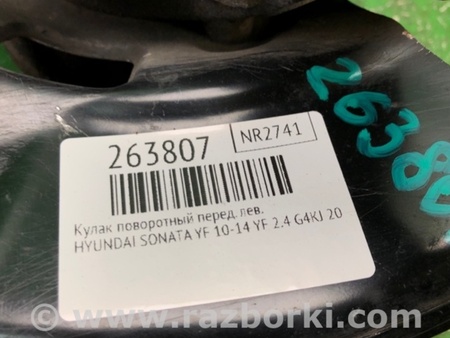 263807
NR2741
Кулак поворотный перед.лев.
HYUNDAI SONATA YF 10-14 YF 2.4 G4KJ 20
26380
www.razborki.com